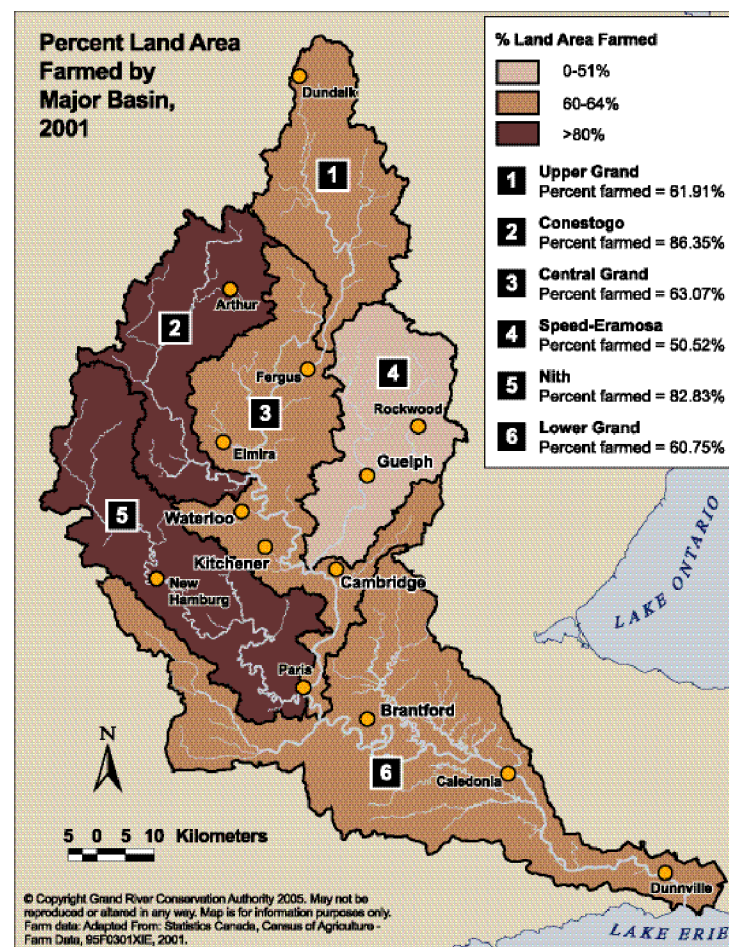 Percent Land Area
Farmed by
Major Basin,
2001
% Land Area Farmed
0-51%
60-64%
>80%
1 Upper Grand
Percent farmed = 61.91%
2 Conestogo
Percent farmed = 86.35%
3 Central Grand
Percent farmed = 63.07%
4 Speed-Eramosa
Percent farmed = 50.52%
5 Nith
Percent farmed = 82.83%
6 Lower Grand
Percent farmed = 60.75%
Dundalk
1
Arthur
2
Fergus
4
3
Rockwood
Elmira
Guelph
5
Waterloo
Kitchener
Cambridge
New
Hamburg
Paris
Brantford
6
Caledonia
Dunnville
LAKE ONTARIO
LAKE ERIE
N
5 0 5 10 Kilometers
© Copyright Grand River Conservation Authority 2005. May not be
reproduced or altered in any way. Map is for information purposes only.
Farm data: Adapted From: Statistics Canada, Census of Agriculture -
Farm Data, 95F0301XIE, 2001.